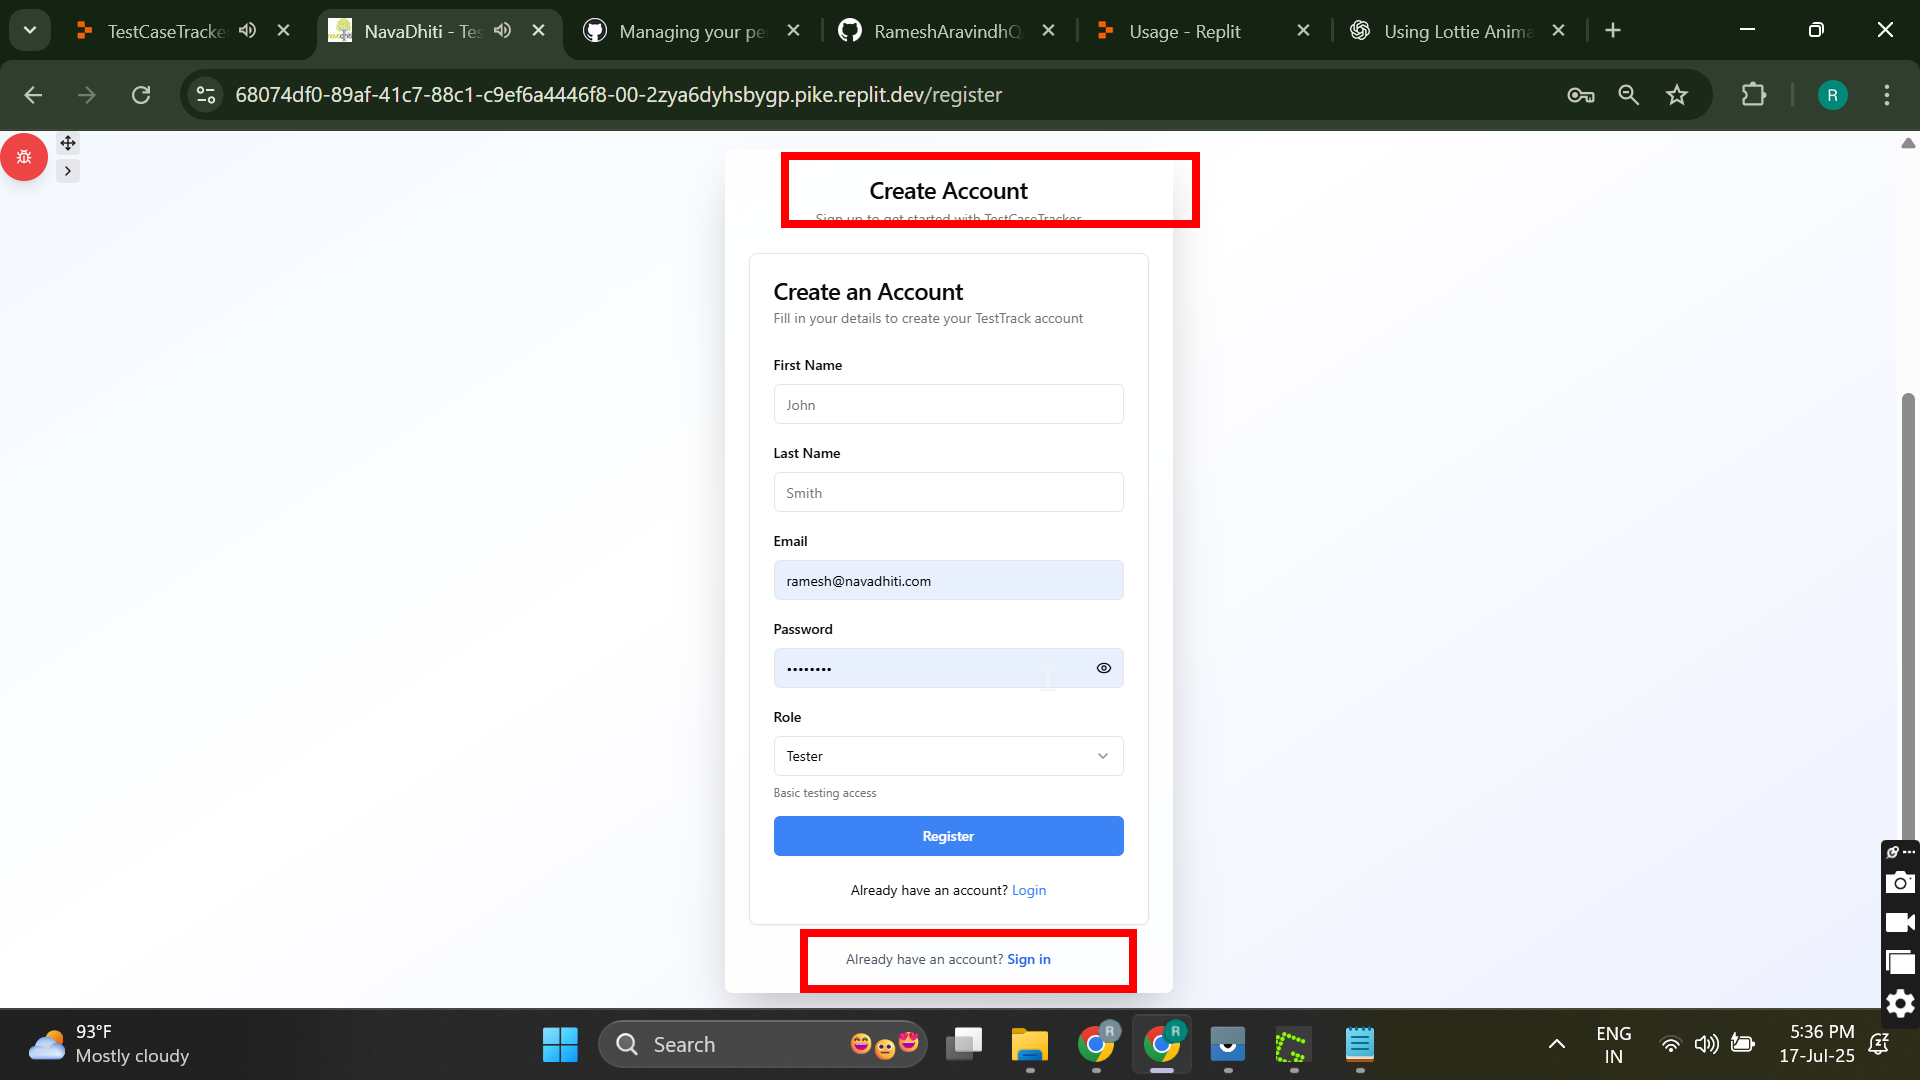 TestCaseTracke
NavaDhiti - Tes
Managing your pe
RameshAravindhQ
Usage - Replit
Using Lottie Anima
68074df0-89af-41c7-88c1-c9ef6a4446f8-00-2zya6dyhsbygp.pike.replit.dev/register
R
Create Account
Sign up to get started with TestCaseTracker
Create an Account
Fill in your details to create your TestTrack account
First Name
John
Last Name
Smith
Email
ramesh@navadhiti.com
Password
••••••••
Role
Tester
Basic testing access
Register
Already have an account? Login
Already have an account? Sign in
93°F
Mostly cloudy
Search
R
R
ENG
IN
5:36 PM
17-Jul-25